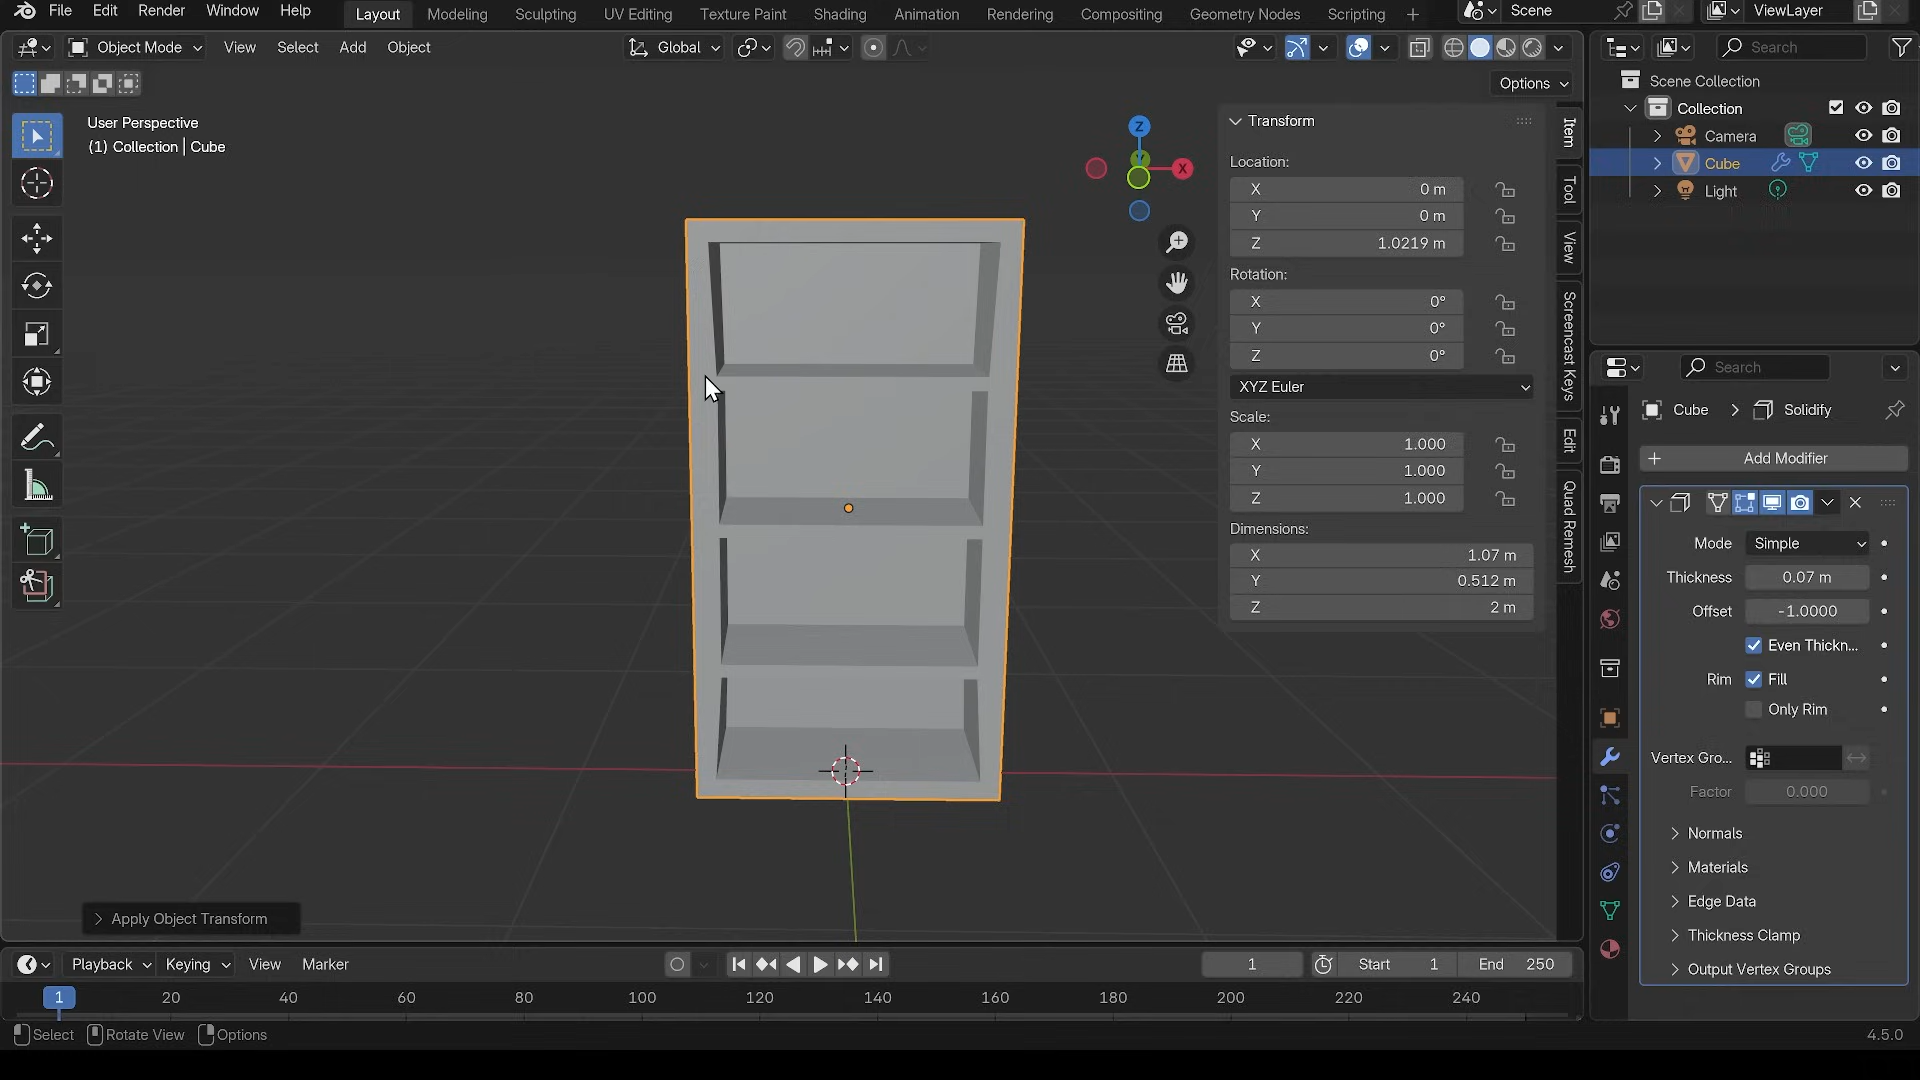 File Edit Render Window Help Layout Modeling Sculpting UV Editing Texture Paint Shading Animation Rendering Compositing Geometry Nodes Scripting + Scene ViewLayer
Object Mode View Select Add Object Global Search
Options
User Perspective
(1) Collection | Cube
Z
X
Transform
Location:
X 0 m
Y 0 m
Z 1.0219 m
Rotation:
X 0°
Y 0°
Z 0°
XYZ Euler
Scale:
X 1.000
Y 1.000
Z 1.000
Dimensions:
X 1.07 m
Y 0.512 m
Z 2 m
Item
Tool
View
Screencast Keys
Edit
Quad Remesh
Scene Collection
Collection
Camera
Cube
Light
Search
Cube > Solidify
+ Add Modifier
Mode Simple
Thickness 0.07 m
Offset -1.0000
Even Thickn...
Rim Fill
Only Rim
Vertex Gro...
Factor 0.000
Normals
Materials
Edge Data
Thickness Clamp
Output Vertex Groups
Apply Object Transform
Playback Keying View Marker 1 Start 1 End 250
1 20 40 60 80 100 120 140 160 180 200 220 240
Select Rotate View Options 4.5.0